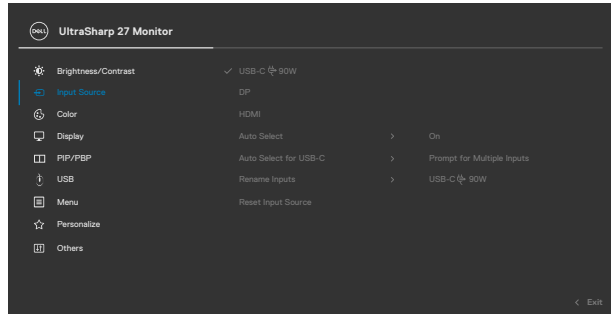 DELL UltraSharp 27 Monitor
Brightness/Contrast USB-C 90W
Input Source DP
Color HDMI
Display Auto Select > On
PIP/PBP Auto Select for USB-C > Prompt for Multiple Inputs
USB Rename Inputs > USB-C 90W
Menu Reset Input Source
Personalize
Others
< Exit